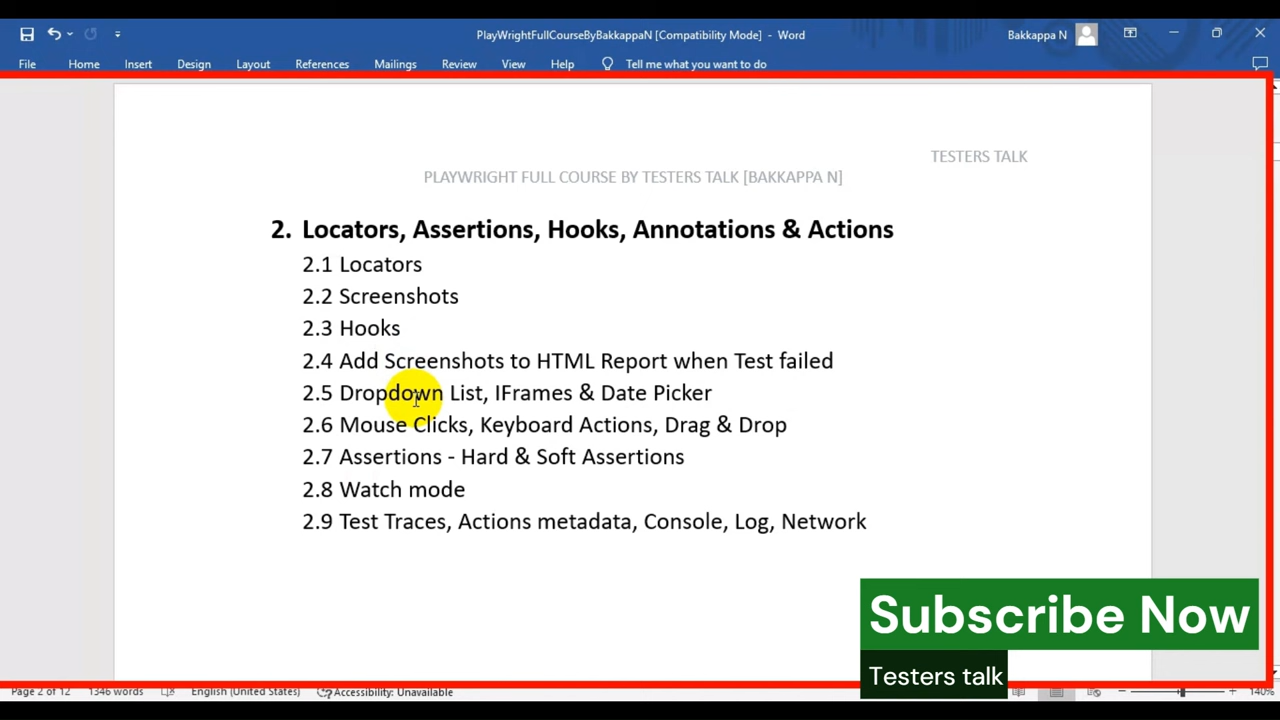 PlayWrightFullCourseByBakkappaN [Compatibility Mode] - Word
Bakkappa N
File Home Insert Design Layout References Mailings Review View Help Tell me what you want to do
TESTERS TALK
PLAYWRIGHT FULL COURSE BY TESTERS TALK [BAKKAPPA N]
2. Locators, Assertions, Hooks, Annotations & Actions
2.1 Locators
2.2 Screenshots
2.3 Hooks
2.4 Add Screenshots to HTML Report when Test failed
2.5 Dropdown List, IFrames & Date Picker
2.6 Mouse Clicks, Keyboard Actions, Drag & Drop
2.7 Assertions - Hard & Soft Assertions
2.8 Watch mode
2.9 Test Traces, Actions metadata, Console, Log, Network
Subscribe Now
Testers talk
Page 2 of 12 1346 words English (United States) Accessibility: Unavailable 140%